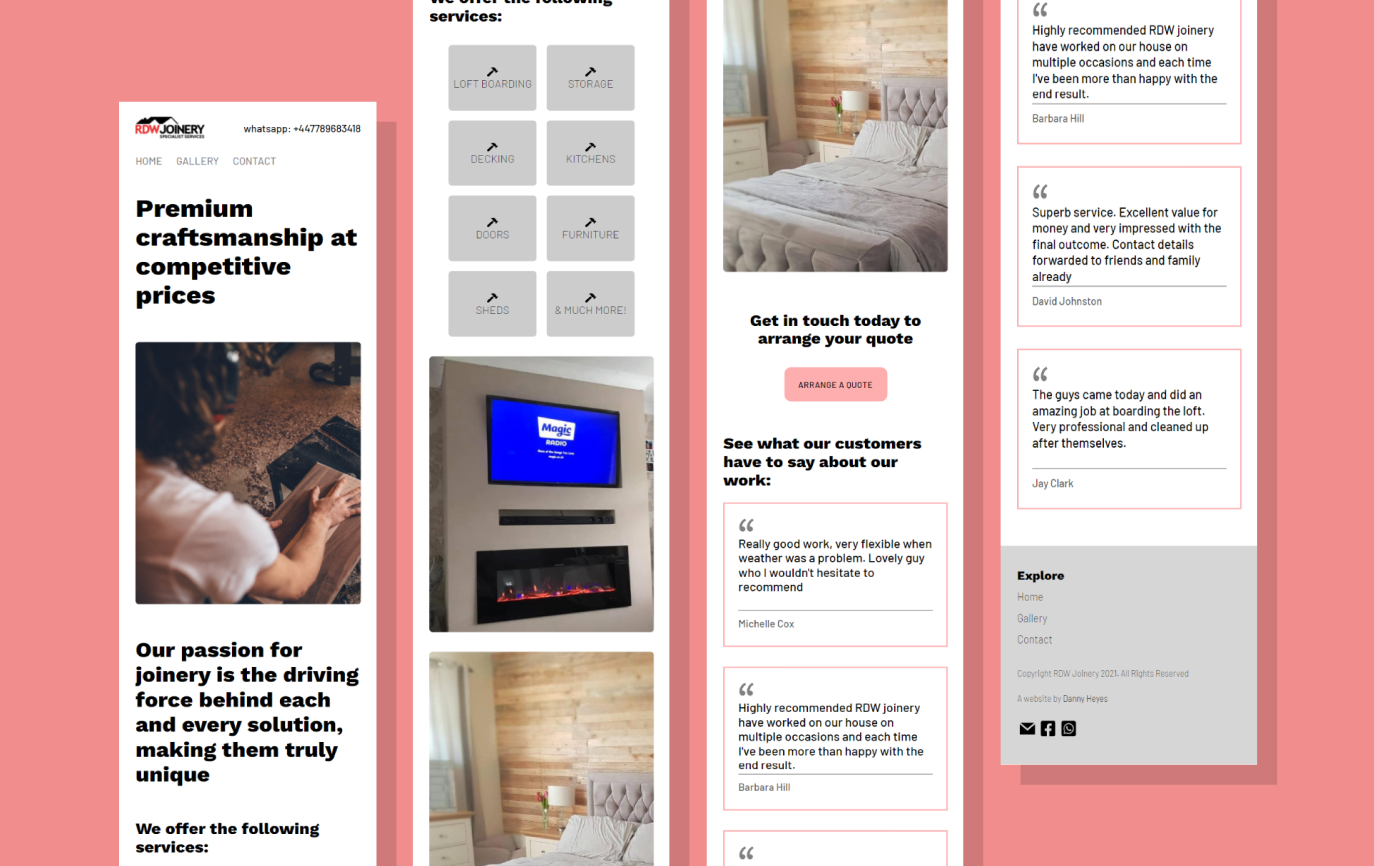 RDWJOINERY
SPECIALIST SERVICES
whatsapp: +447789683418
HOME GALLERY CONTACT
Premium
craftsmanship at
competitive
prices
Our passion for
joinery is the driving
force behind each
and every solution,
making them truly
unique
We offer the following
services:
We offer the following
services:
LOFT BOARDING
STORAGE
DECKING
KITCHENS
DOORS
FURNITURE
SHEDS
& MUCH MORE!
Magic
RADIO
Get in touch today to
arrange your quote
ARRANGE A QUOTE
See what our customers
have to say about our
work:
“
Really good work, very flexible when
weather was a problem. Lovely guy
who I wouldn't hesitate to
recommend
Michelle Cox
“
Highly recommended RDW joinery
have worked on our house on
multiple occasions and each time
I've been more than happy with the
end result.
Barbara Hill
“
“
Highly recommended RDW joinery
have worked on our house on
multiple occasions and each time
I've been more than happy with the
end result.
Barbara Hill
“
Superb service. Excellent value for
money and very impressed with the
final outcome. Contact details
forwarded to friends and family
already
David Johnston
“
The guys came today and did an
amazing job at boarding the loft.
Very professional and cleaned up
after themselves.
Jay Clark
Explore
Home
Gallery
Contact
Copyright RDW Joinery 2021. All Rights Reserved
A website by Danny Heyes